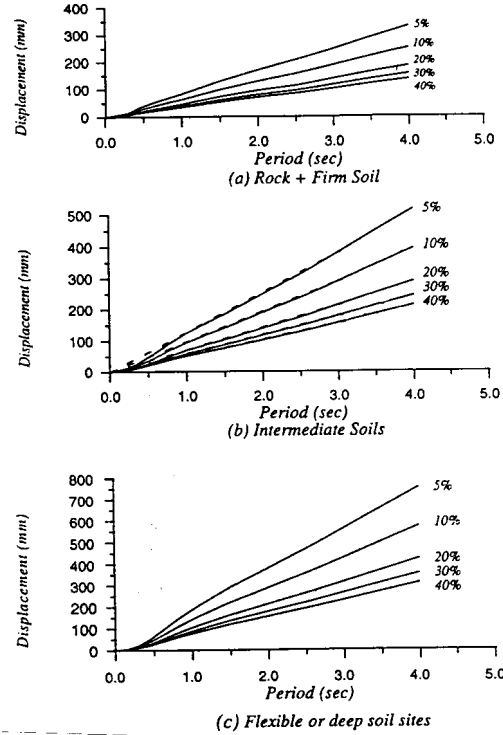 400
300
200
100
0
Displacement (mm)
5%
10%
20%
30%
40%
0.0 1.0 2.0 3.0 4.0 5.0
Period (sec)
(a) Rock + Firm Soil
500
400
300
200
100
0
Displacement (mm)
5%
10%
20%
30%
40%
0.0 1.0 2.0 3.0 4.0 5.0
Period (sec)
(b) Intermediate Soils
800
700
600
500
400
300
200
100
0
Displacement (mm)
5%
10%
20%
30%
40%
0.0 1.0 2.0 3.0 4.0 5.0
Period (sec)
(c) Flexible or deep soil sites